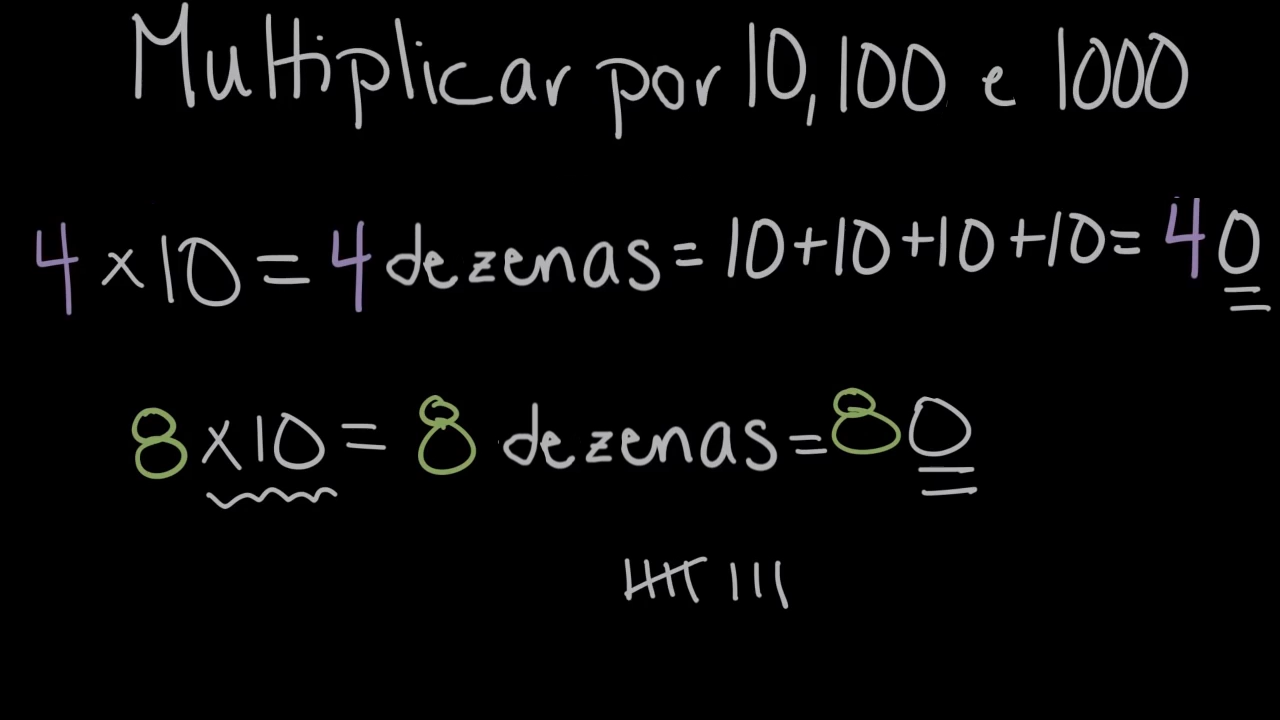 Multiplicar por 10, 100 e 1000
4 x 10 = 4 dezenas = 10+10+10+10= 40
8 x 10 = 8 dezenas = 80